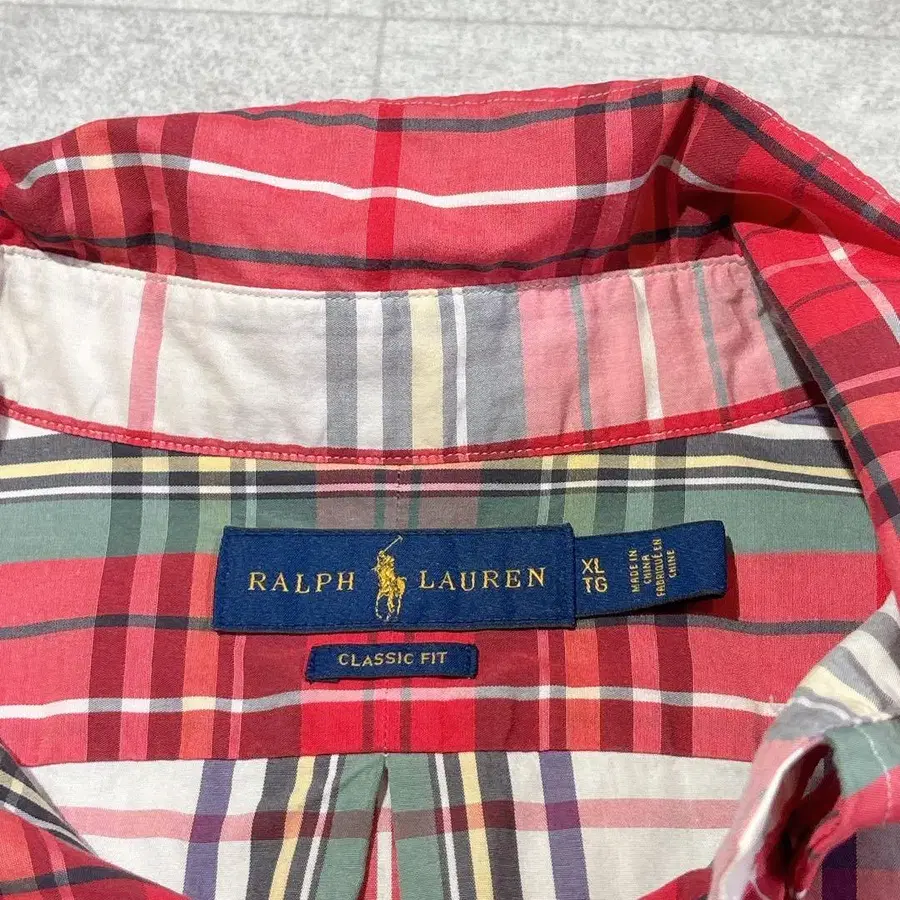 RALPH LAUREN
XL
TG
MADE IN
CHINA
FABRIQUÉ EN
CHINE
CLASSIC FIT